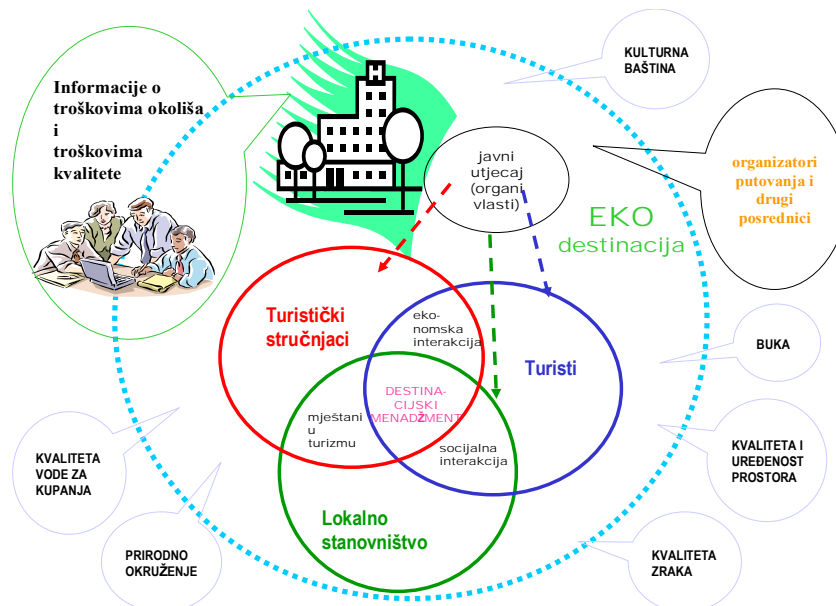 KULTURNA
BAŠTINA
Informacije o
troškovima okoliša
i
troškovima
kvalitete
javni
utjecaj
(organi
vlasti)
organizatori
putovanja i
drugi
posrednici
EKO
destinacija
Turistički
stručnjaci
eko-
nomska
interakcija
Turisti
BUKA
DESTINA-
CIJSKI
MENADŽMENT
mještani
u
turizmu
socijalna
interakcija
KVALITETA
VODE ZA
KUPANJA
KVALITETA I
UREĐENOST
PROSTORA
Lokalno
stanovništvo
PRIRODNO
OKRUŽENJE
KVALITETA
ZRAKA